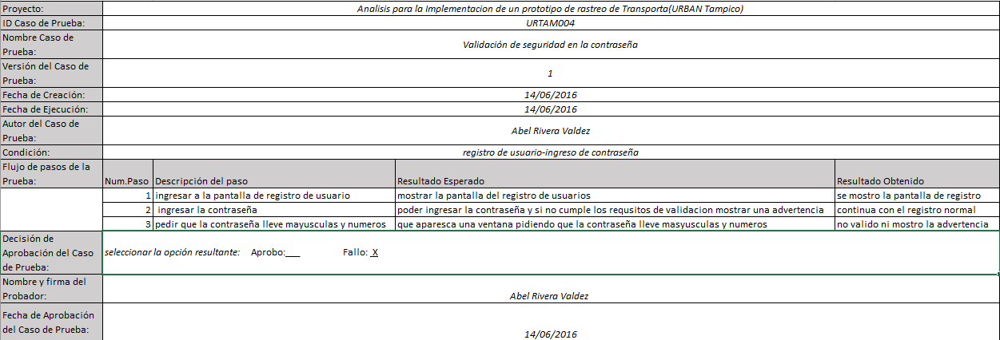 Proyecto: Analisis para la Implementacion de un prototipo de rastreo de Transporta(URBAN Tampico)
ID Caso de Prueba: URTAM004
Nombre Caso de
Prueba: Validación de seguridad en la contraseña
Versión del Caso de
Prueba: 1
Fecha de Creación: 14/06/2016
Fecha de Ejecución: 14/06/2016
Autor del Caso de
Prueba: Abel Rivera Valdez
Condición: registro de usuario-ingreso de contraseña
Flujo de pasos de la
Prueba: Num.Paso Descripción del paso Resultado Esperado Resultado Obtenido
1 ingresar a la pantalla de registro de usuario mostrar la pantalla del registro de usuarios se mostro la pantalla de registro
2 ingresar la contraseña poder ingresar la contraseña y si no cumple los requsitos de validacion mostrar una advertencia continua con el registro normal
3 pedir que la contraseña lleve mayusculas y numeros que aparesca una ventana pidiendo que la contraseña lleve masyusculas y numeros no valido ni mostro la advertencia
Decisión de
Aprobación del Caso
de Prueba: seleccionar la opción resultante: Aprobo:___ Fallo: X
Nombre y firma del
Probador: Abel Rivera Valdez
Fecha de Aprobación
del Caso de Prueba: 14/06/2016